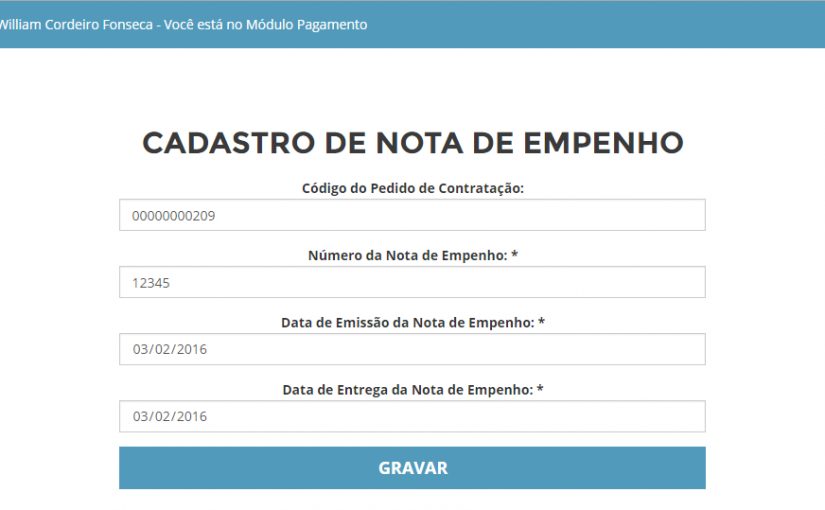 William Cordeiro Fonseca - Você está no Módulo Pagamento
CADASTRO DE NOTA DE EMPENHO
Código do Pedido de Contratação:
00000000209
Número da Nota de Empenho: *
12345
Data de Emissão da Nota de Empenho: *
03/02/2016
Data de Entrega da Nota de Empenho: *
03/02/2016
GRAVAR